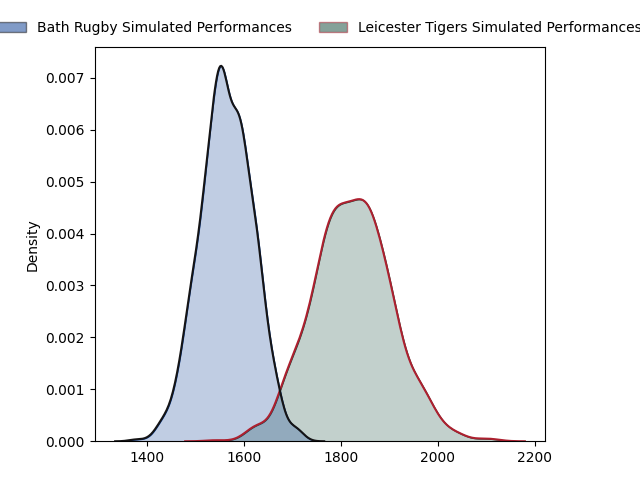 Bath Rugby Simulated Performances Leicester Tigers Simulated Performances
0.007
0.006
0.005
0.004
0.003
0.002
0.001
0.000
Density
1400 1600 1800 2000 2200